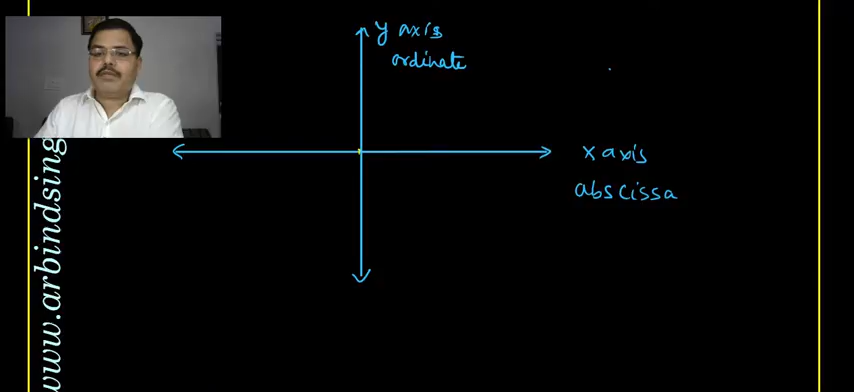 y axis
ordinate
x axis
abscissa
www.arbindsing